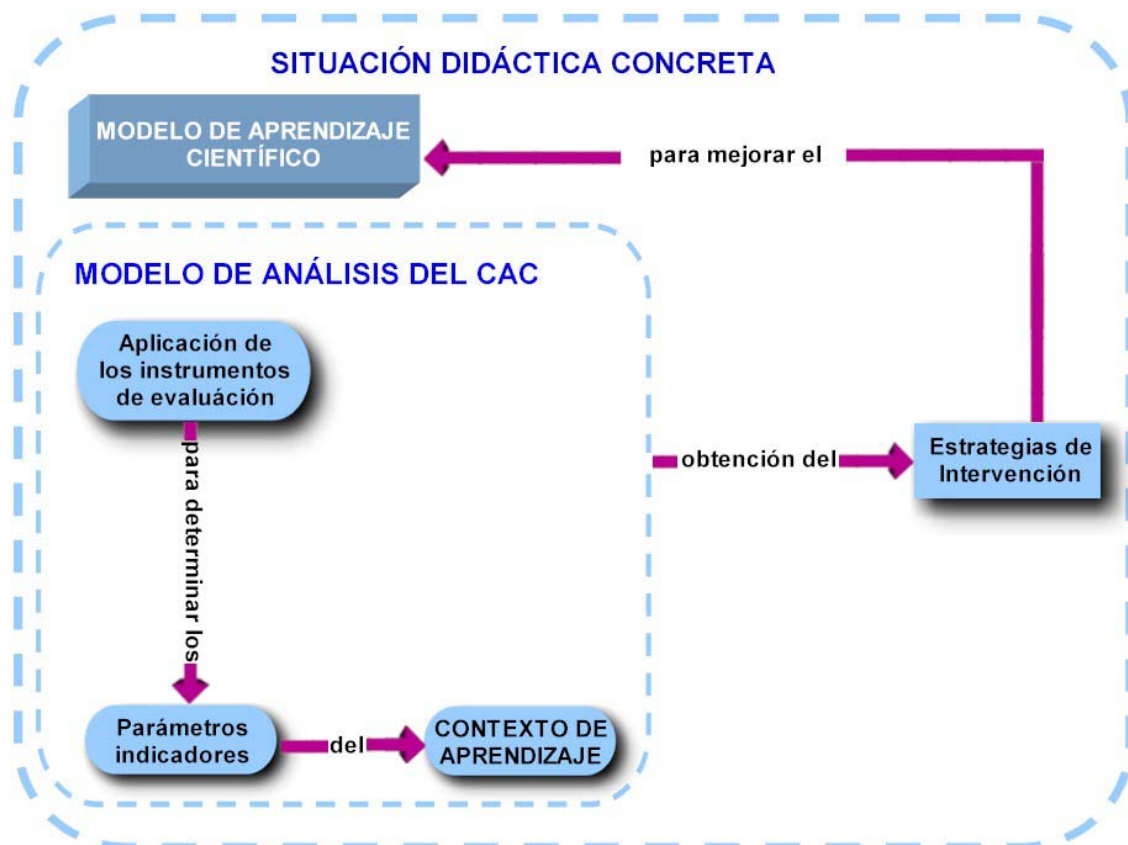 SITUACIÓN DIDÁCTICA CONCRETA
MODELO DE APRENDIZAJE
CIENTÍFICO
para mejorar el
MODELO DE ANÁLISIS DEL CAC
Aplicación de
los instrumentos
de evaluáción
para determinar los
obtención del
Estrategias de
Intervención
Parámetros
indicadores
del
CONTEXTO DE
APRENDIZAJE